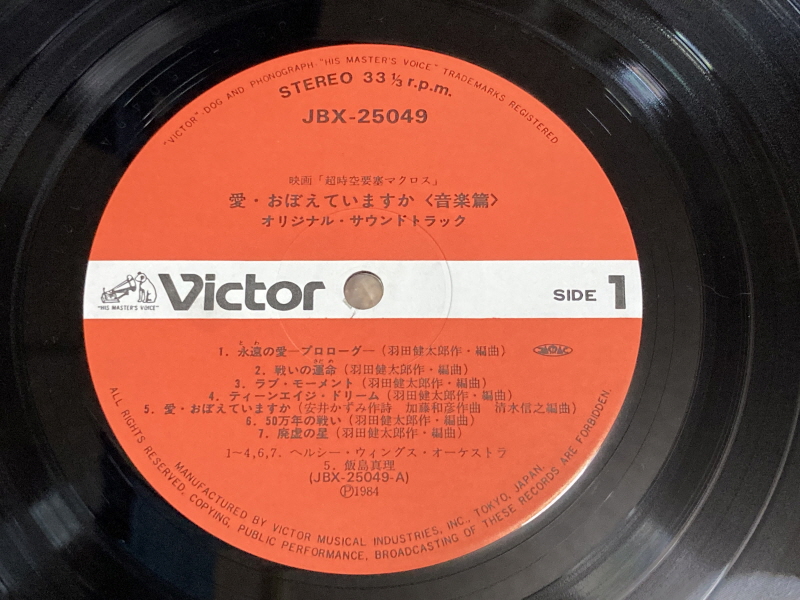 "VICTOR"-DOG AND PHONOGRAPH-"HIS MASTER'S VOICE" TRADEMARKS REGISTERED
STEREO 33⅓ r.p.m.
JBX-25049
映画「超時空要塞マクロス」
愛・おぼえていますか〈音楽篇〉
オリジナル・サウンドトラック
"HIS MASTER'S VOICE"
Victor
SIDE 1
とわ
1. 永遠の愛―プロローグ―（羽田健太郎作・編曲）
さだめ
2. 戦いの運命（羽田健太郎作・編曲）
3. ラブ・モーメント（羽田健太郎作・編曲）
4. ティーンエイジ・ドリーム（羽田健太郎作・編曲）
5. 愛・おぼえていますか（安井かずみ作詩 加藤和彦作曲 清水信之編曲）
6. 50万年の戦い（羽田健太郎作・編曲）
7. 廃虚の星（羽田健太郎作・編曲）
1〜4,6,7. ヘルシー・ウィングス・オーケストラ
5. 飯島真理
(JBX-25049-A)
Ⓟ1984
MANUFACTURED BY VICTOR MUSICAL INDUSTRIES, INC., TOKYO, JAPAN.
ALL RIGHTS RESERVED, COPYING, PUBLIC PERFORMANCE, BROADCASTING OF THESE RECORDS ARE FORBIDDEN.